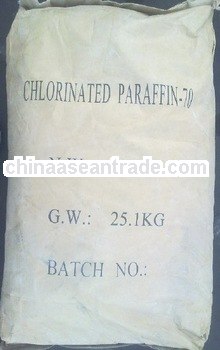 CHLORINATED PARAFFIN-70
chinaaseantrade.com
G.W.: 25.1KG
BATCH NO.: